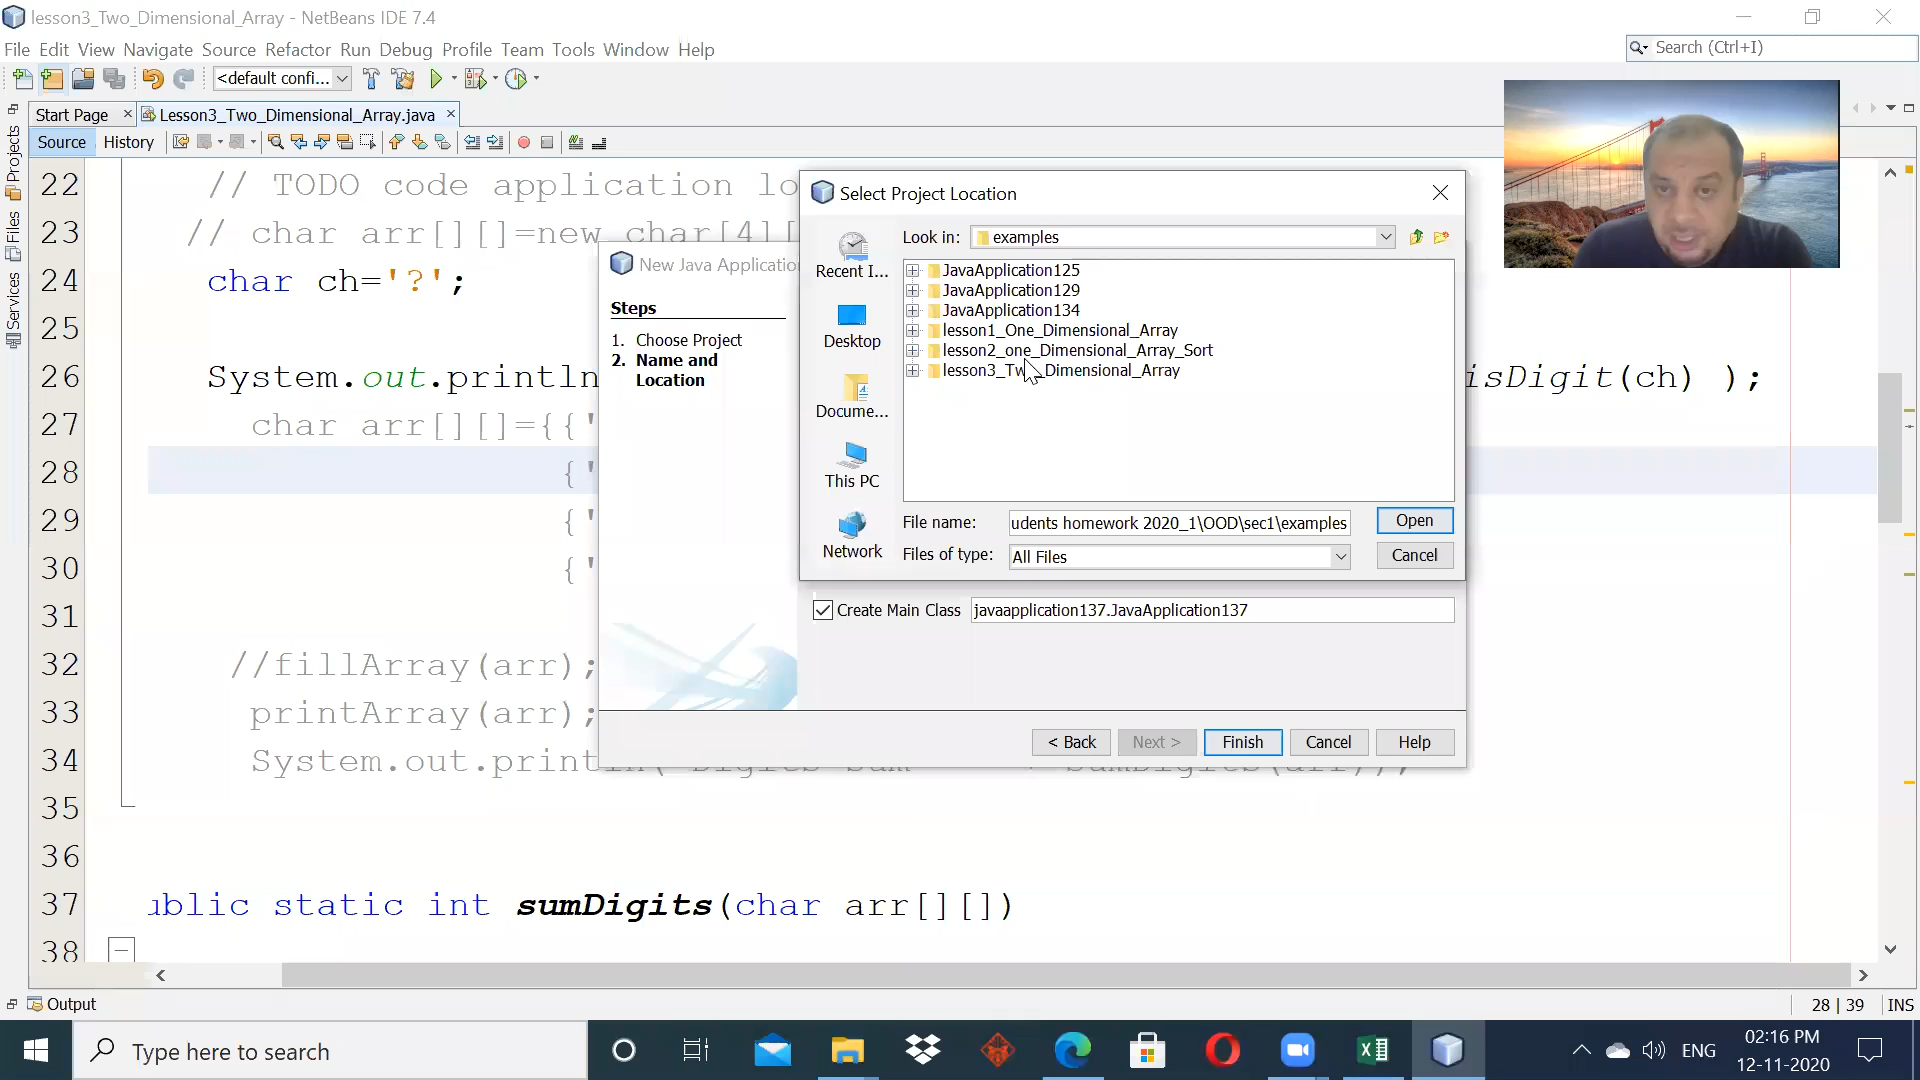 lesson3_Two_Dimensional_Array - NetBeans IDE 7.4
File Edit View Navigate Source Refactor Run Debug Profile Team Tools Window Help
Search (Ctrl+I)
<default confi...
Start Page
Lesson3_Two_Dimensional_Array.java
Source History
Projects
Files
Services
22 // TODO code application lo
23 // char arr[][]=new char[4][
24 char ch='?';
25
26 System.out.println isDigit(ch) );
27 char arr[][]={{'
28 {'
29 {'
30 {'
31
32 //fillArray(arr);
33 printArray(arr);
34 System.out.println( Digits sum sumDigits(arr));
35
36
37 ublic static int sumDigits(char arr[][])
38
New Java Application
Steps
1. Choose Project
2. Name and
Location
Select Project Location
Look in: examples
Recent I...
Desktop
Docume...
This PC
Network
JavaApplication125
JavaApplication129
JavaApplication134
lesson1_One_Dimensional_Array
lesson2_one_Dimensional_Array_Sort
lesson3_Two_Dimensional_Array
File name: udents homework 2020_1\OOD\sec1\examples
Open
Files of type: All Files
Cancel
Create Main Class javaapplication137.JavaApplication137
< Back Next > Finish Cancel Help
Output
28 | 39 INS
Type here to search
ENG
02:16 PM
12-11-2020